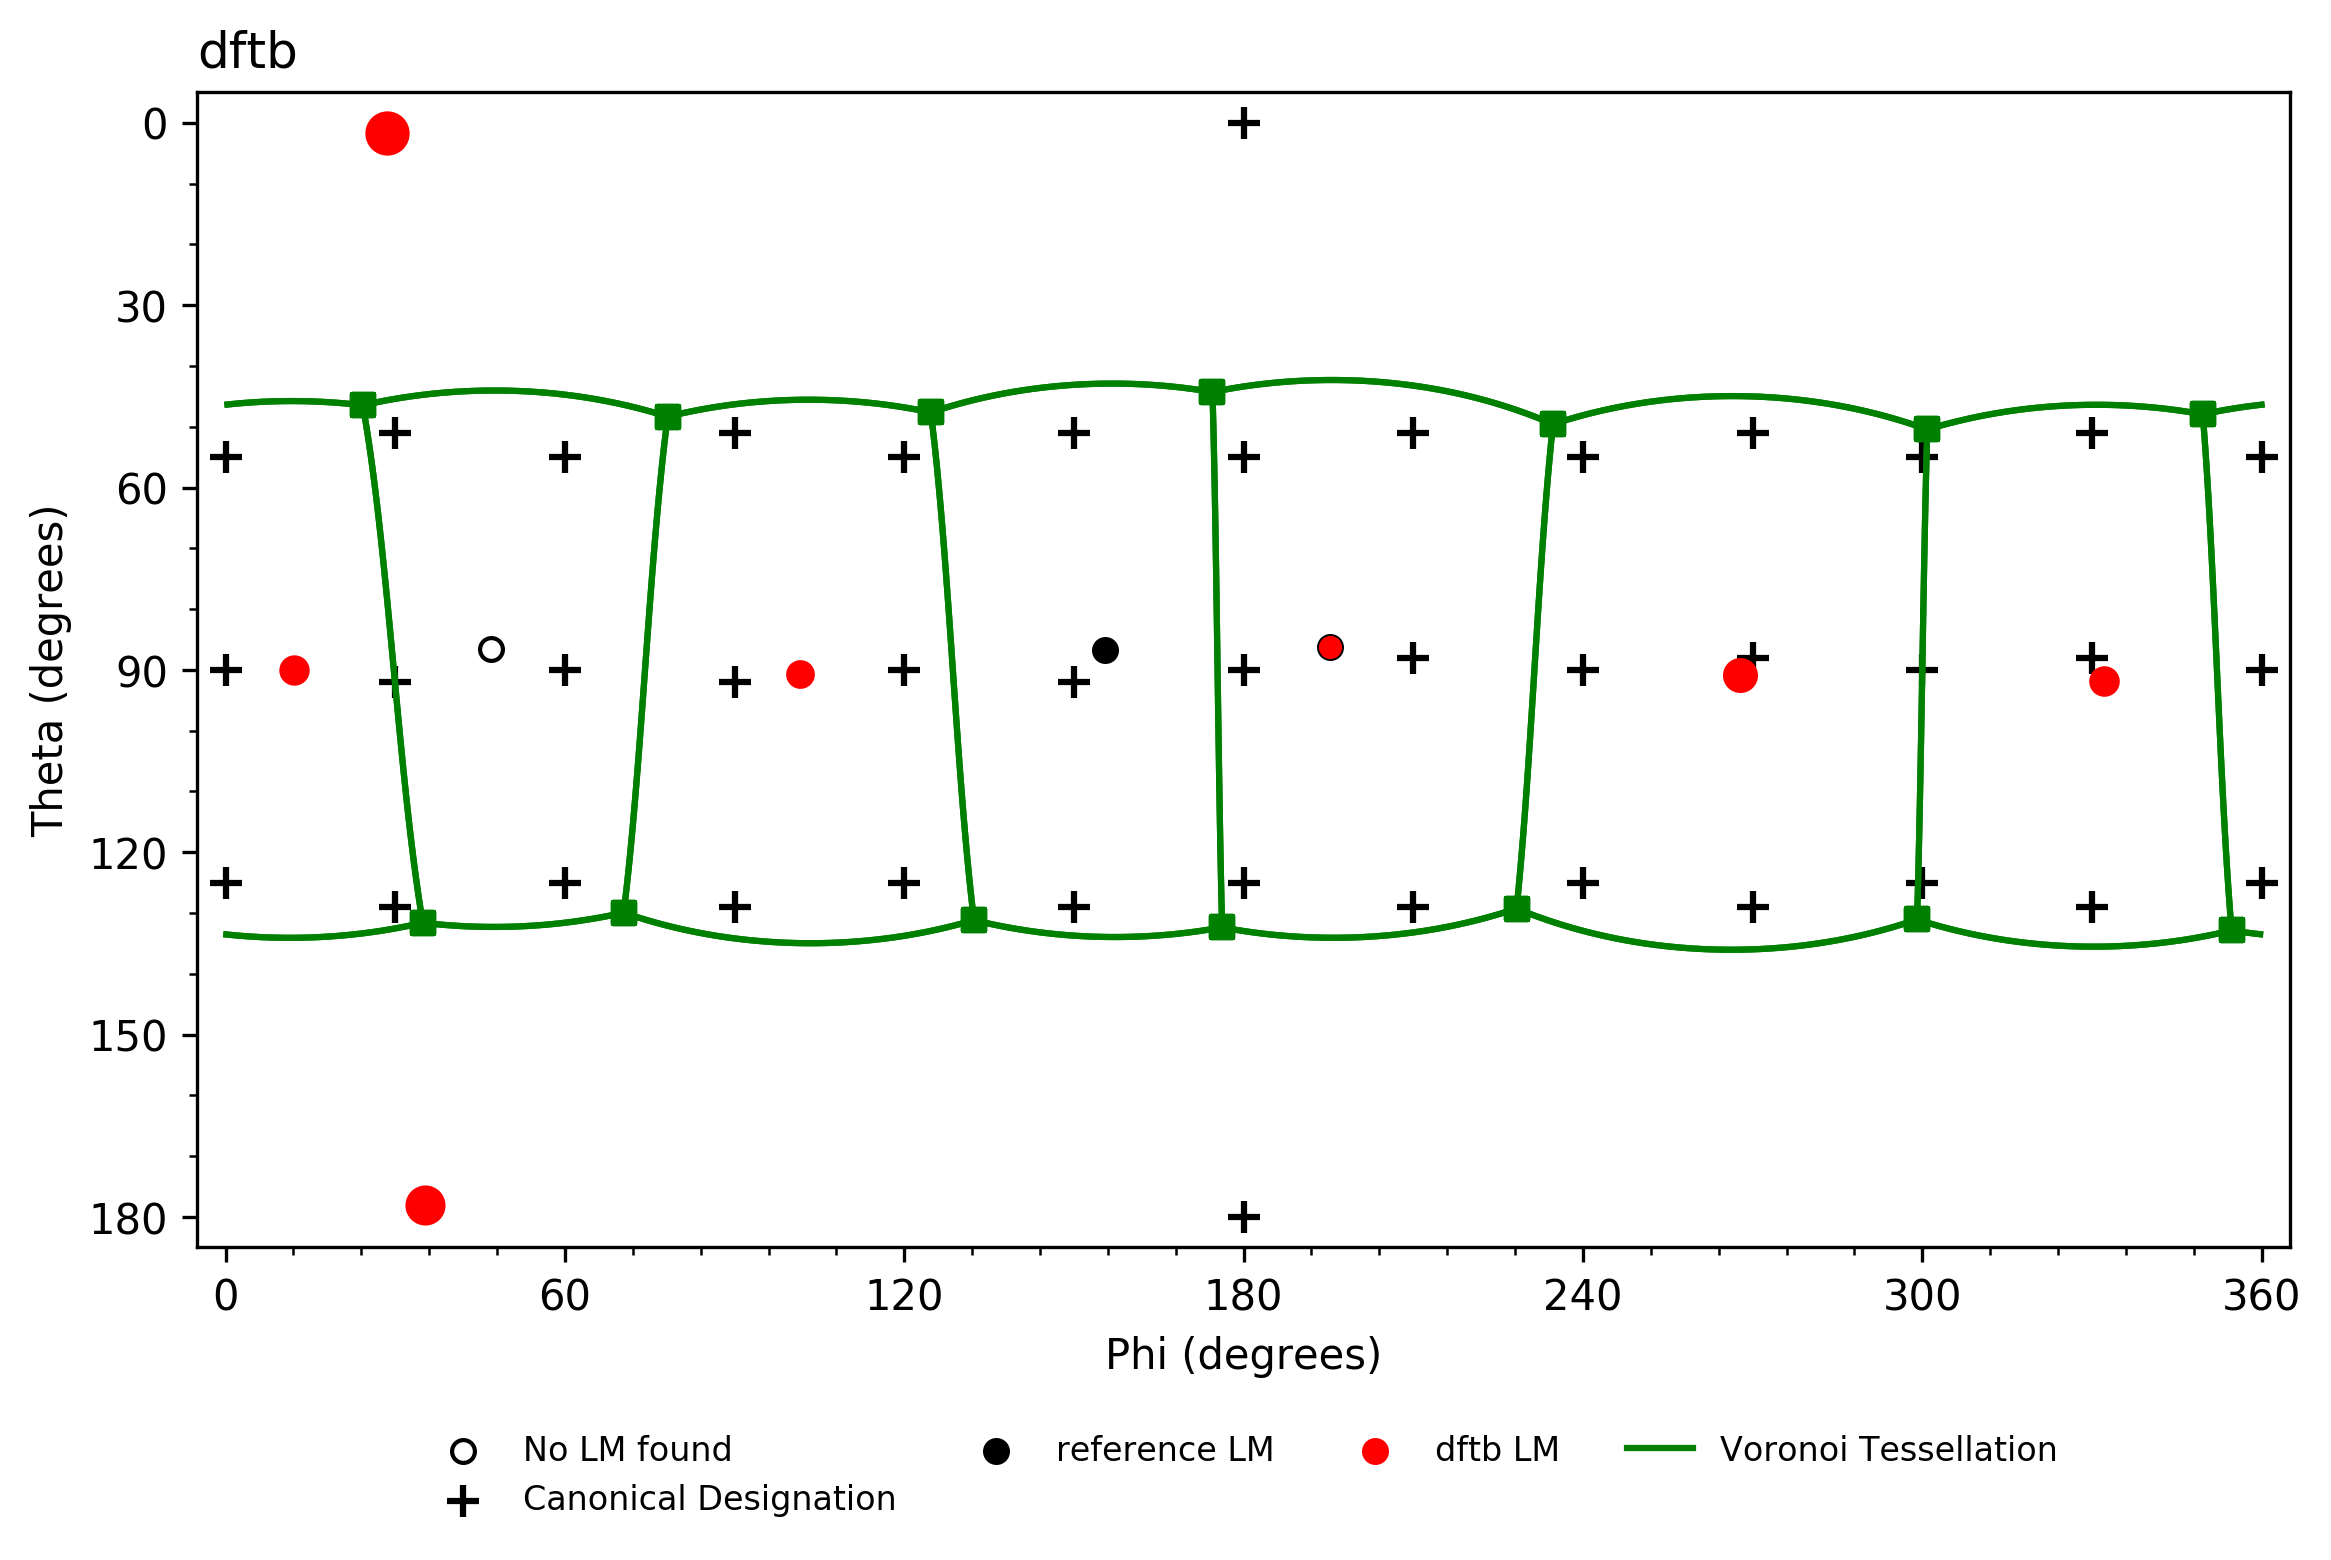 dftb
0
30
60
90
120
150
180
Theta (degrees)
0 60 120 180 240 300 360
Phi (degrees)
No LM found reference LM dftb LM Voronoi Tessellation
Canonical Designation